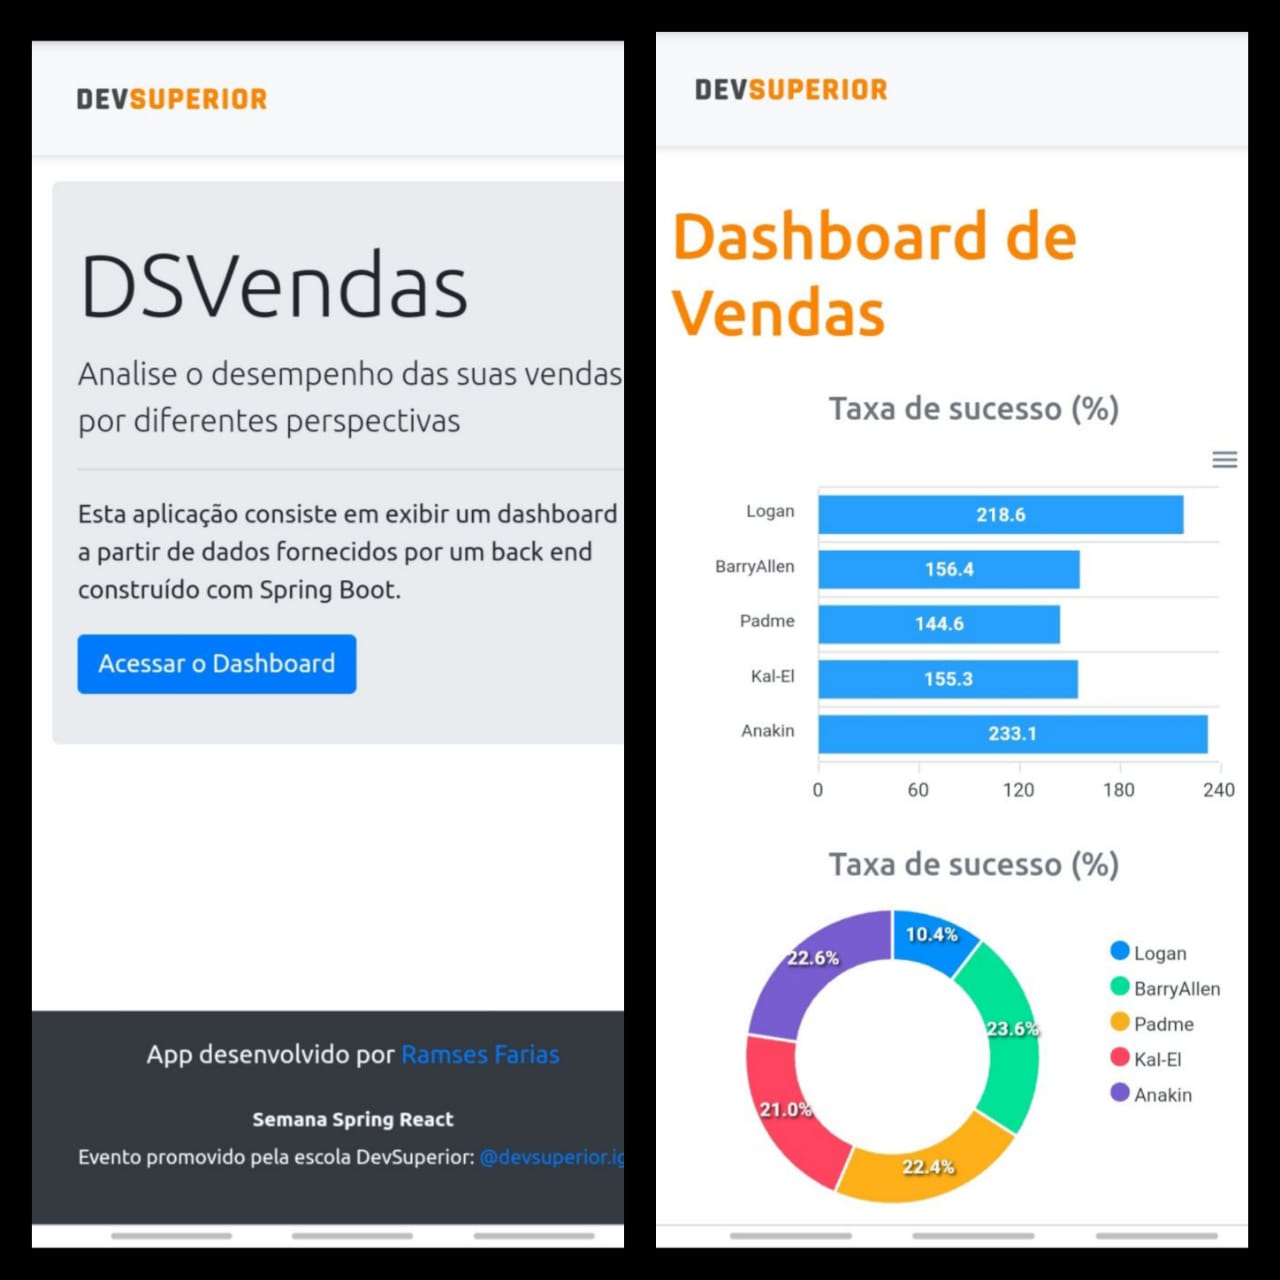 DEVSUPERIOR
DSVendas
Analise o desempenho das suas vendas
por diferentes perspectivas
Esta aplicação consiste em exibir um dashboard
a partir de dados fornecidos por um back end
construído com Spring Boot.
Acessar o Dashboard
App desenvolvido por Ramses Farias
Semana Spring React
Evento promovido pela escola DevSuperior: @devsuperior.ig
DEVSUPERIOR
Dashboard de
Vendas
Taxa de sucesso (%)
Logan 218.6
BarryAllen 156.4
Padme 144.6
Kal-El 155.3
Anakin 233.1
0 60 120 180 240
Taxa de sucesso (%)
10.4%
23.6%
22.4%
21.0%
22.6%
Logan
BarryAllen
Padme
Kal-El
Anakin